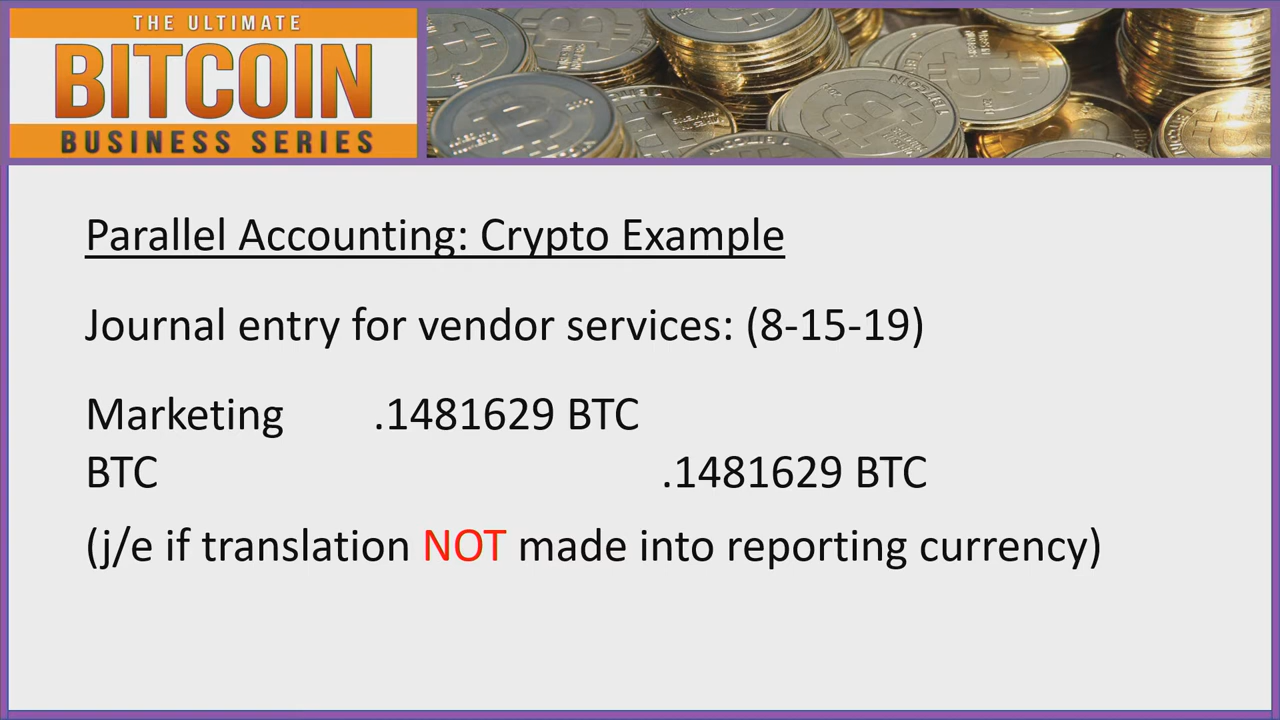 THE ULTIMATE
BITCOIN
BUSINESS SERIES
Parallel Accounting: Crypto Example
Journal entry for vendor services: (8-15-19)
Marketing .1481629 BTC
BTC .1481629 BTC
(j/e if translation NOT made into reporting currency)